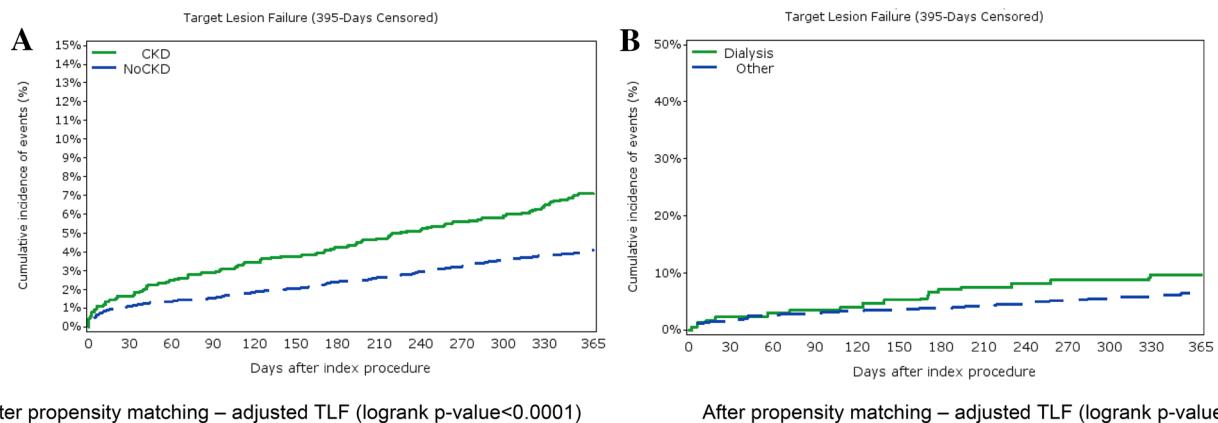 Target Lesion Failure (395-Days Censored)
A
15%
14%
13%
12%
11%
10%
9%
8%
7%
6%
5%
4%
3%
2%
1%
0%
CKD
NoCKD
Cumulative incidence of events (%)
0 30 60 90 120 150 180 210 240 270 300 330 365
Days after index procedure
ter propensity matching – adjusted TLF (logrank p-value<0.0001)
Target Lesion Failure (395-Days Censored)
B
50%
40%
30%
20%
10%
0%
Dialysis
Other
Cumulative incidence of events (%)
0 30 60 90 120 150 180 210 240 270 300 330 365
Days after index procedure
After propensity matching – adjusted TLF (logrank p-value